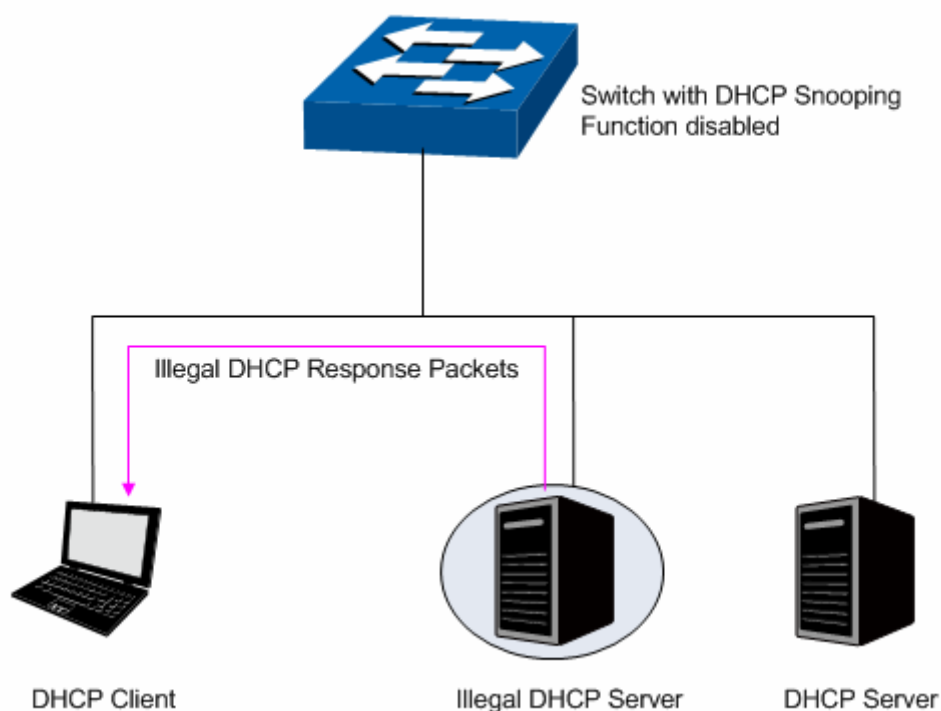 Switch with DHCP Snooping
Function disabled
Illegal DHCP Response Packets
DHCP Client
Illegal DHCP Server
DHCP Server